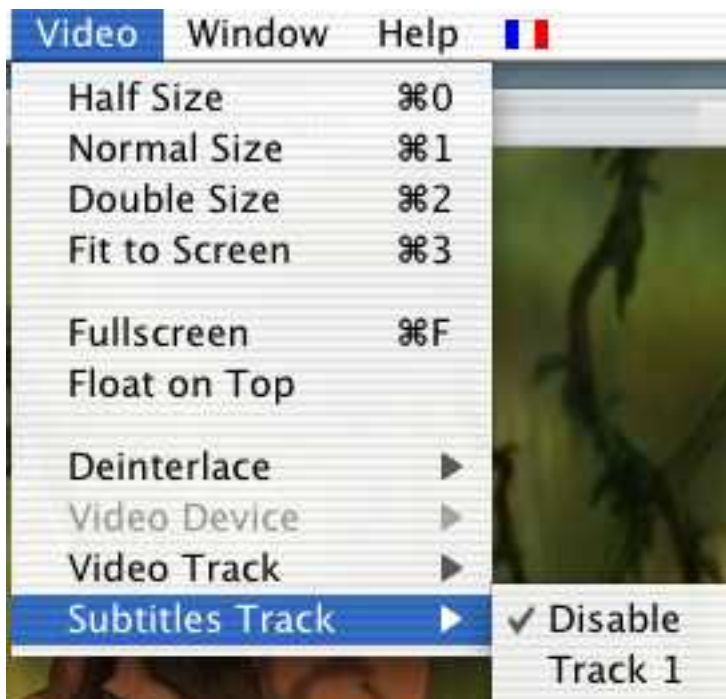 Video Window Help
Half Size ⌘0
Normal Size ⌘1
Double Size ⌘2
Fit to Screen ⌘3
Fullscreen ⌘F
Float on Top
Deinterlace
Video Device
Video Track
Subtitles Track
Disable
Track 1